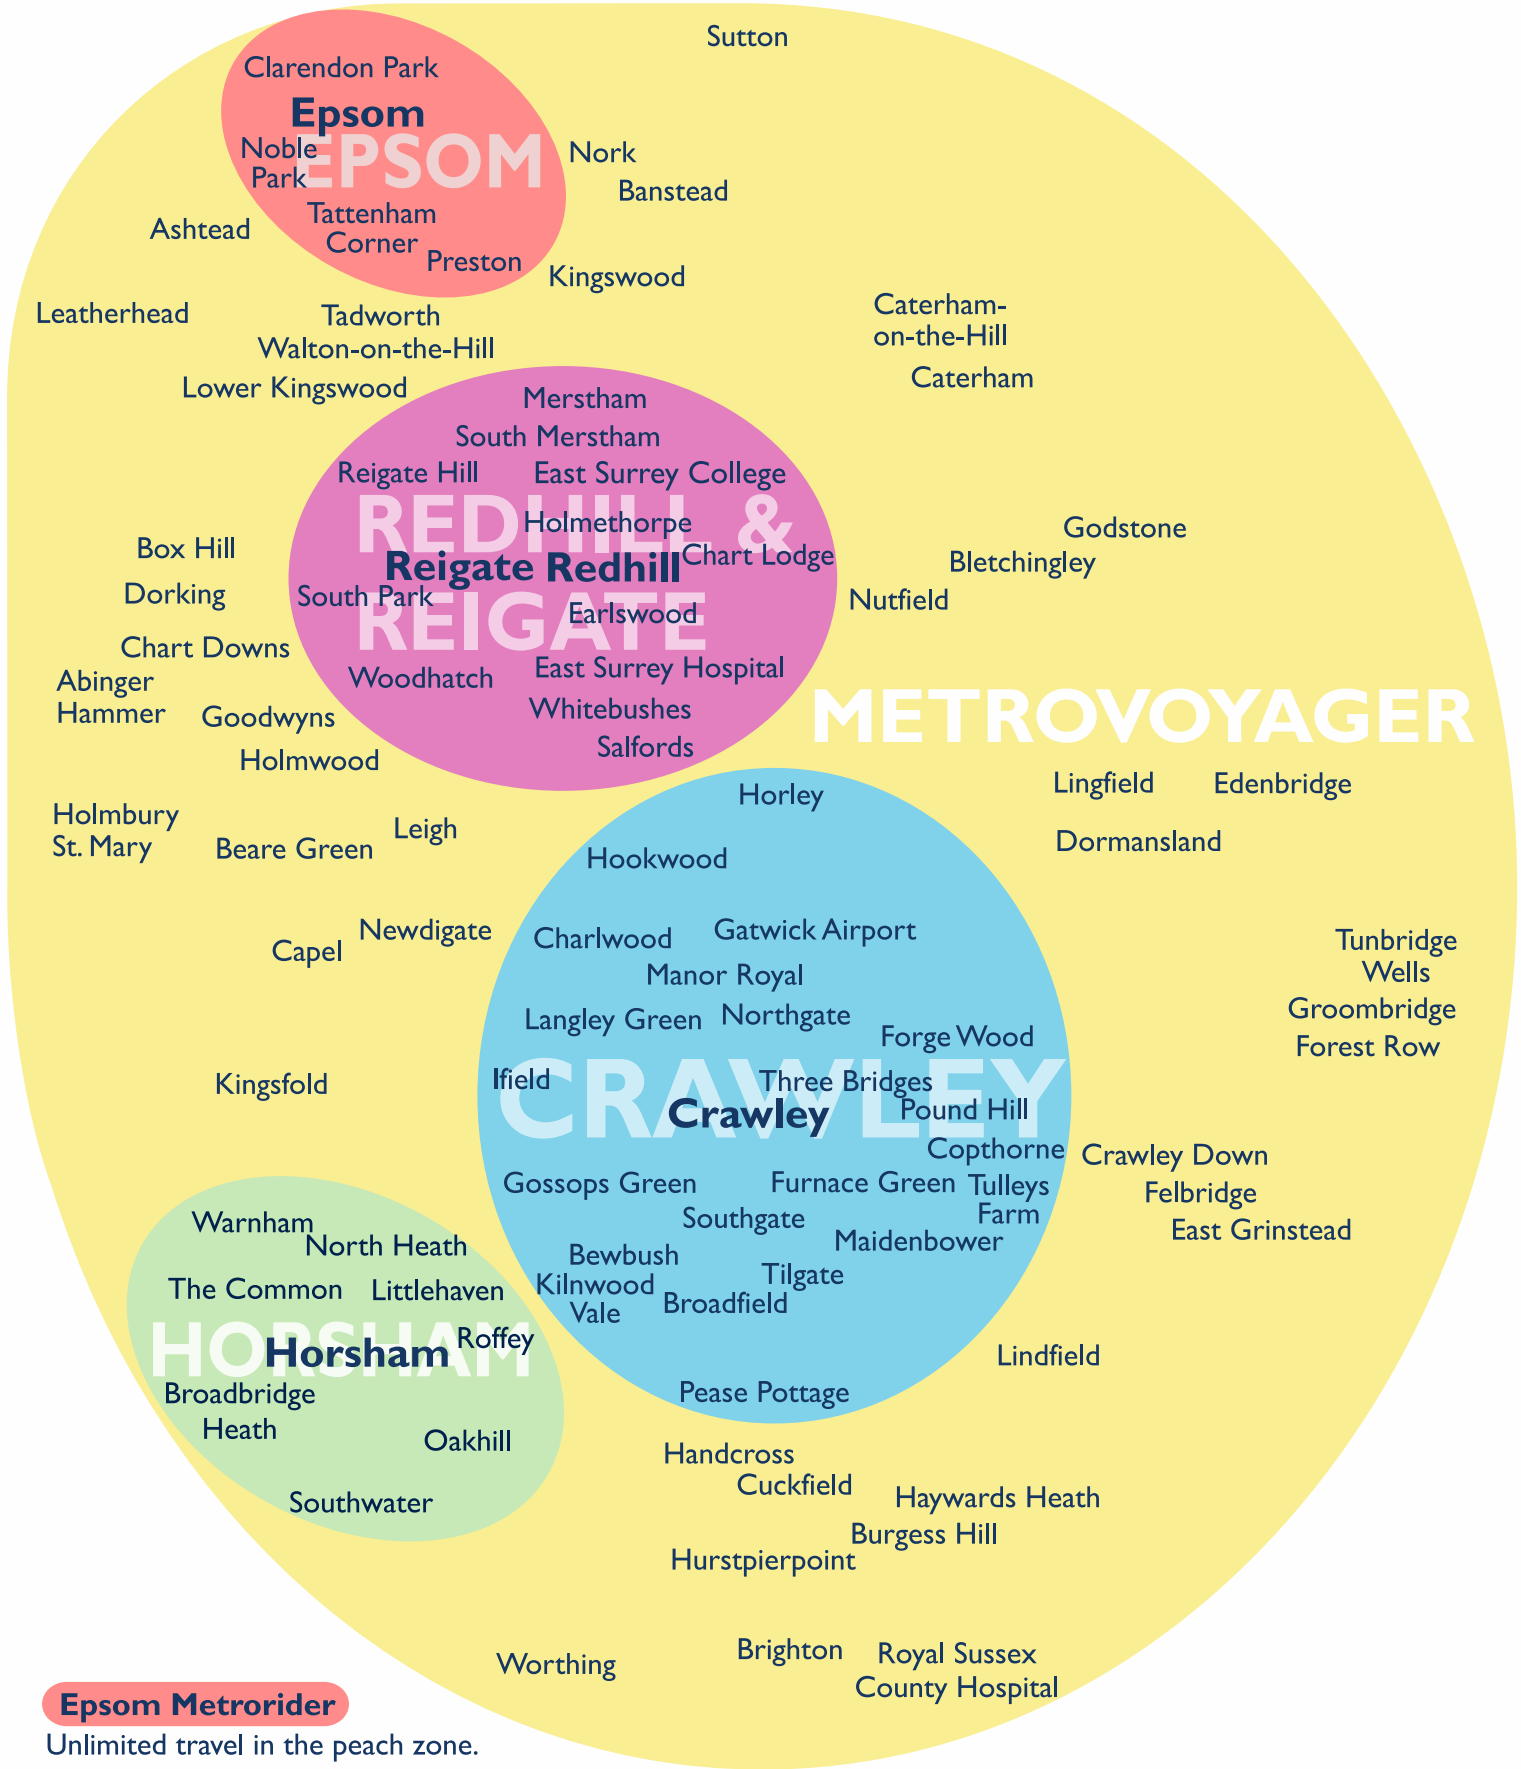 Sutton
Clarendon Park
Epsom
EPSOM
Noble
Park
Nork
Banstead
Tattenham
Corner
Ashtead
Preston
Kingswood
Leatherhead
Tadworth
Walton-on-the-Hill
Lower Kingswood
Caterham-
on-the-Hill
Caterham
Merstham
South Merstham
Reigate Hill
East Surrey College
REDHILL &
REIGATE
Holmethorpe
Reigate
Redhill
Chart Lodge
South Park
Earlswood
Woodhatch
East Surrey Hospital
Whitebushes
Salfords
Box Hill
Dorking
Chart Downs
Abinger
Hammer
Goodwyns
Holmwood
Godstone
Bletchingley
Nutfield
METROVOYAGER
Lingfield
Edenbridge
Dormansland
Holmbury
St. Mary
Beare Green
Leigh
Newdigate
Capel
Kingsfold
Horley
Hookwood
Charlwood
Gatwick Airport
Manor Royal
Langley Green
Northgate
Forge Wood
Ifield
CRAWLEY
Three Bridges
Crawley
Pound Hill
Copthorne
Gossops Green
Furnace Green
Tulleys
Farm
Southgate
Maidenbower
Bewbush
Kilnwood
Vale
Tilgate
Broadfield
Pease Pottage
Tunbridge
Wells
Groombridge
Forest Row
Crawley Down
Felbridge
East Grinstead
Warnham
North Heath
The Common
Littlehaven
HORSHAM
Horsham
Roffey
Broadbridge
Heath
Oakhill
Southwater
Lindfield
Handcross
Cuckfield
Haywards Heath
Burgess Hill
Hurstpierpoint
Worthing
Brighton
Royal Sussex
County Hospital
Epsom Metrorider
Unlimited travel in the peach zone.